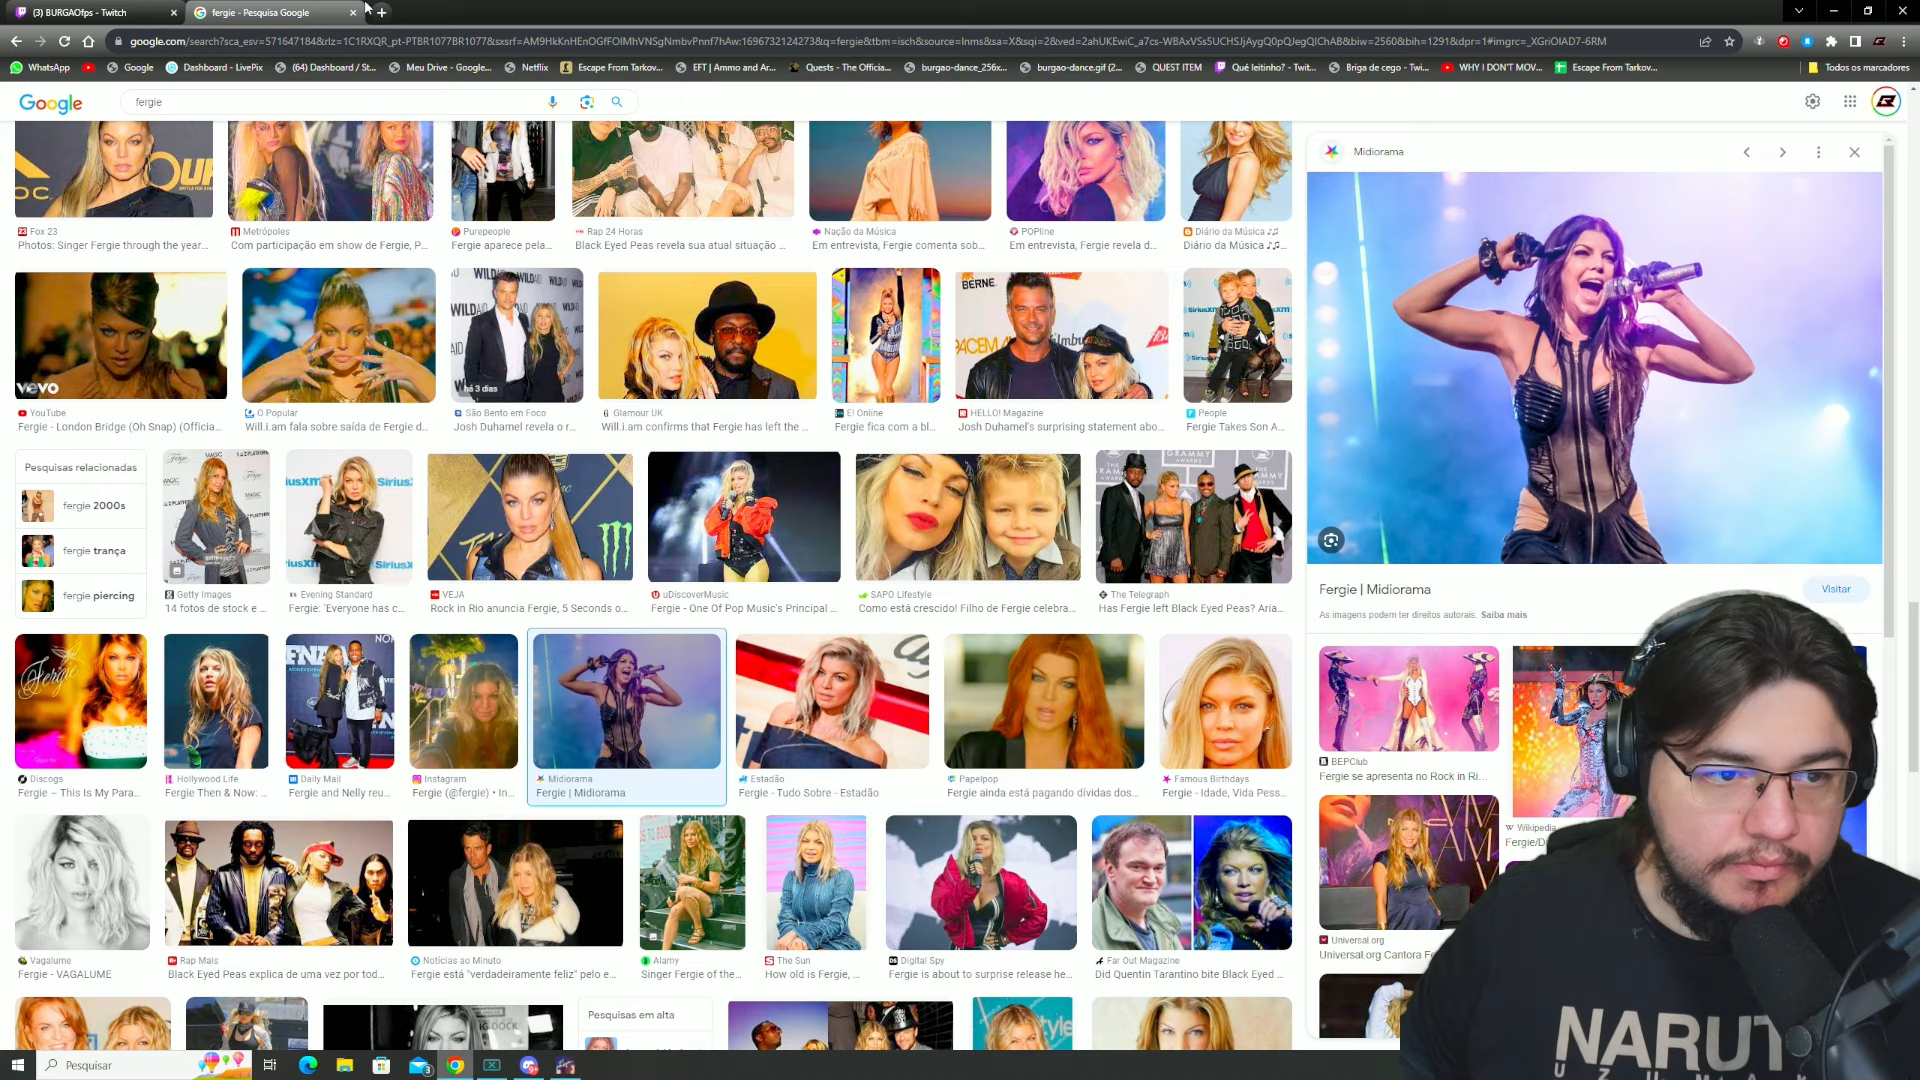 (3) BURGAOfps - Twitch
fergie - Pesquisa Google
google.com/search?sca_esv=571647184&rlz=1C1RXQR_pt-PTBR1077BR1077&sxsrf=AM9HkKnHEnOGfFOIMhVNSgNmbvPnnf7hAw:1696732124273&q=fergie&tbm=isch&source=lnms&sa=X&sqi=2&ved=2ahUKEwiC_a7cs-WBAxVSs5UCHSJjAygQ0pQJegQIChAB&biw=2560&bih=1291&dpr=1#imgrc=_XGriOIAD7-6RM
WhatsApp
Google
Dashboard - LivePix
(64) Dashboard / St...
Meu Drive - Google...
Netflix
Escape From Tarkov...
EFT | Ammo and Ar...
Quests - The Officia...
burgao-dance_256x...
burgao-dance.gif (2...
QUEST ITEM
Qué leitinho? - Twit...
Briga de cego - Twi...
WHY I DON'T MOV...
Escape From Tarkov...
Todos os marcadores
Google
fergie
Fox 23
Photos: Singer Fergie through the year...
Metrópoles
Com participação em show de Fergie, P...
Purepeople
Fergie aparece pela...
Rap 24 Horas
Black Eyed Peas revela sua atual situação ...
Nação da Música
Em entrevista, Fergie comenta sob...
POPline
Em entrevista, Fergie revela d...
Diário da Música ♪♫
Diário da Música ♪♫...
vevo
há 3 dias
YouTube
Fergie - London Bridge (Oh Snap) (Officia...
O Popular
Will.i.am fala sobre saída de Fergie d...
São Bento em Foco
Josh Duhamel revela o r...
Glamour UK
Will.i.am confirms that Fergie has left the ...
E! Online
Fergie fica com a bl...
HELLO! Magazine
Josh Duhamel's surprising statement abo...
People
Fergie Takes Son A...
Pesquisas relacionadas
fergie 2000s
fergie trança
fergie piercing
Getty Images
14 fotos de stock e ...
Evening Standard
Fergie: 'Everyone has c...
VEJA
Rock in Rio anuncia Fergie, 5 Seconds o...
uDiscoverMusic
Fergie - One Of Pop Music's Principal ...
SAPO Lifestyle
Como está crescido! Filho de Fergie celebra...
The Telegraph
Has Fergie left Black Eyed Peas? Aria...
Fergie
Discogs
Fergie – This Is My Para...
Hollywood Life
Fergie Then & Now: ...
Daily Mail
Fergie and Nelly reu...
Instagram
Fergie (@fergie) • In...
Midiorama
Fergie | Midiorama
Estadão
Fergie - Tudo Sobre - Estadão
Papelpop
Fergie ainda está pagando dívidas dos...
Famous Birthdays
Fergie - Idade, Vida Pess...
Vagalume
Fergie - VAGALUME
Rap Mais
Black Eyed Peas explica de uma vez por tod...
Notícias ao Minuto
Fergie está "verdadeiramente feliz" pelo e...
Alamy
Singer Fergie of the...
The Sun
How old is Fergie, ...
Digital Spy
Fergie is about to surprise release he...
Far Out Magazine
Did Quentin Tarantino bite Black Eyed ...
Pesquisas em alta
Midiorama
Fergie | Midiorama
Visitar
As imagens podem ter direitos autorais. Saiba mais
BEPClub
Fergie se apresenta no Rock in Ri...
Wikipedia
Fergie/Di
Universal.org
Universal.org Cantora Fe
NARUT
Pesquisar
3